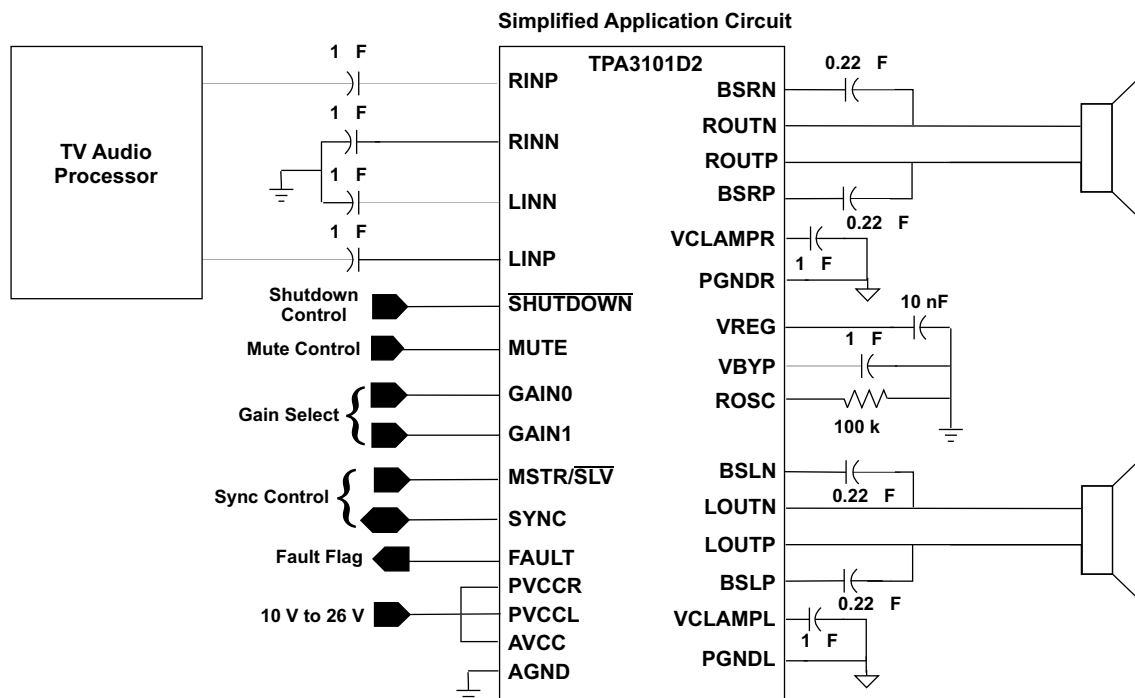 Simplified Application Circuit
TV Audio
Processor
1 F
1 F
1 F
1 F
TPA3101D2
RINP
RINN
LINN
LINP
Shutdown
Control
SHUTDOWN
Mute Control
MUTE
Gain Select
GAIN0
GAIN1
Sync Control
MSTR/SLV
SYNC
Fault Flag
FAULT
10 V to 26 V
PVCCR
PVCCL
AVCC
AGND
BSRN
0.22 F
ROUTN
ROUTP
BSRP
0.22 F
VCLAMPR
1 F
PGNDR
10 nF
VREG
1 F
VBYP
ROSC
100 k
BSLN
0.22 F
LOUTN
LOUTP
BSLP
0.22 F
VCLAMPL
1 F
PGNDL